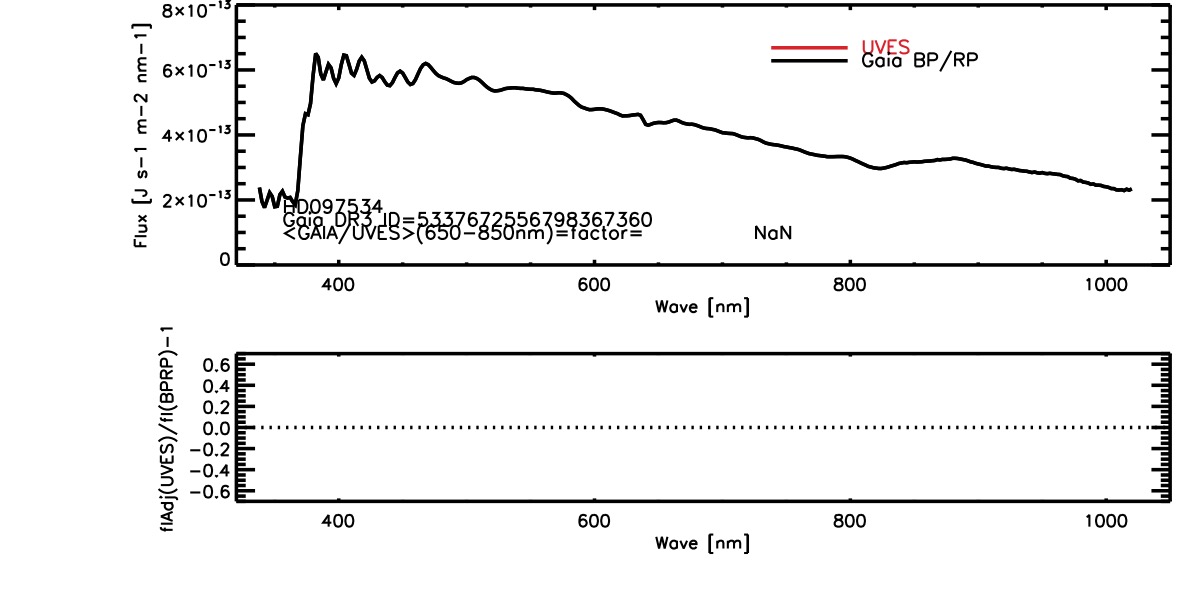 8×10−13
6×10−13
4×10−13
2×10−13
0
Flux [J s−1 m−2 nm−1]
UVES
Gaia BP/RP
HD097534
Gaia DR3 ID=5337672556798367360
<GAIA/UVES>(650−850nm)=factor= NaN
400 600 800 1000
Wave [nm]
flAdj(UVES)/fl(BPRP)−1
0.6
0.4
0.2
0.0
−0.2
−0.4
−0.6
400 600 800 1000
Wave [nm]